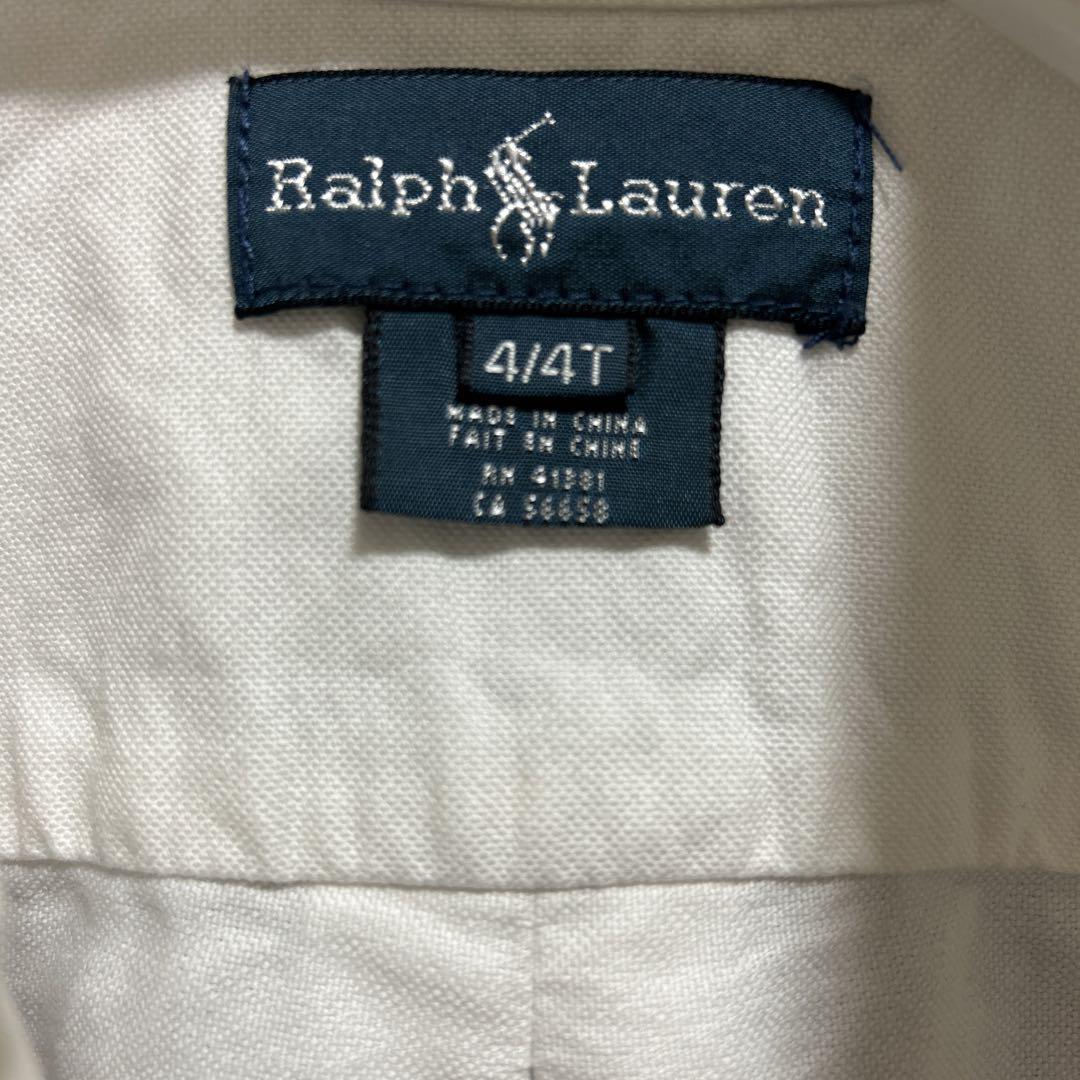 Ralph Lauren
4/4T
MADE IN CHINA
FAIT EN CHINE
RN 41381
CA 56658